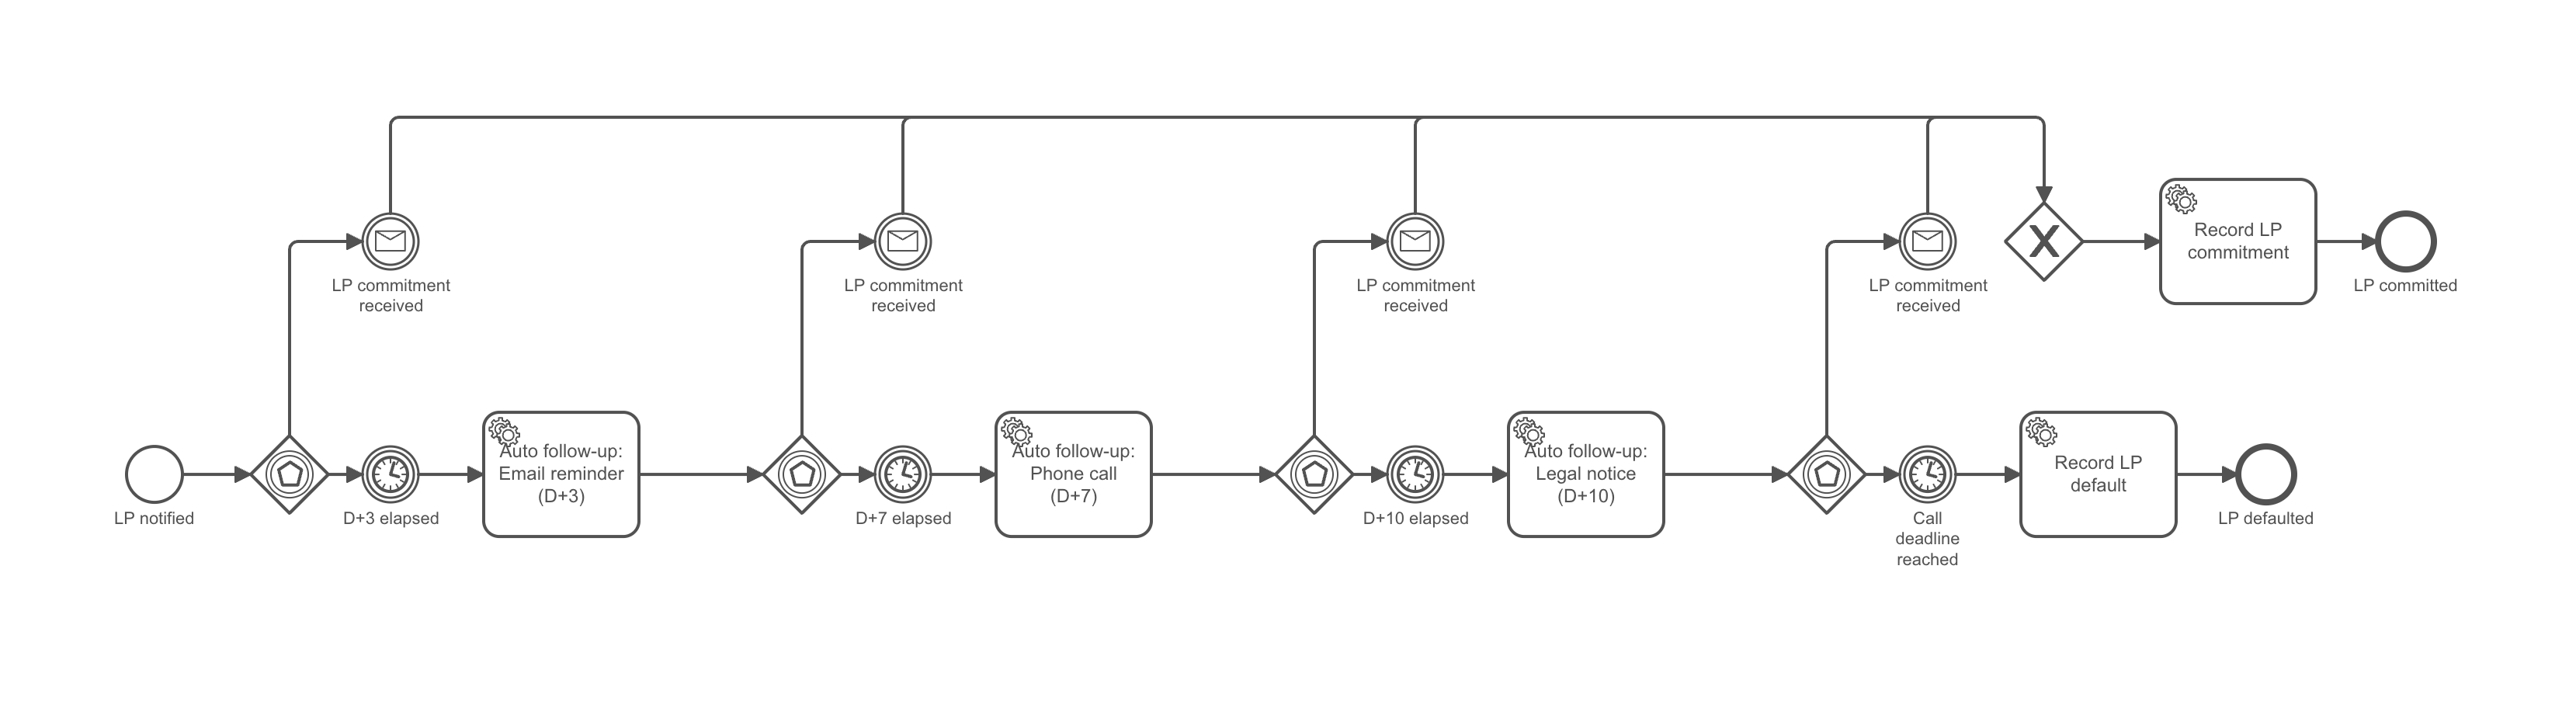 LP commitment
received
LP commitment
received
LP commitment
received
LP commitment
received
Record LP
commitment
LP committed
LP notified
D+3 elapsed
Auto follow-up:
Email reminder
(D+3)
D+7 elapsed
Auto follow-up:
Phone call
(D+7)
D+10 elapsed
Auto follow-up:
Legal notice
(D+10)
Call
deadline
reached
Record LP
default
LP defaulted